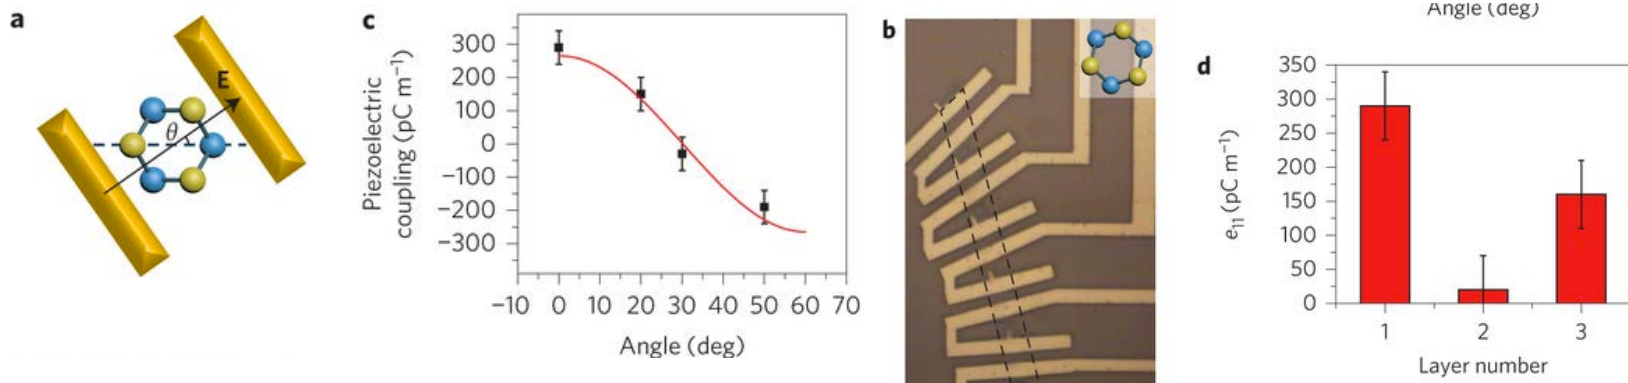 a
E
θ
c
Piezoelectric
coupling (pC m⁻¹)
300
200
100
0
−100
−200
−300
−10 0 10 20 30 40 50 60 70
Angle (deg)
b
Angle (deg)
d
e₁₁ (pC m⁻¹)
350
300
250
200
150
100
50
0
1 2 3
Layer number